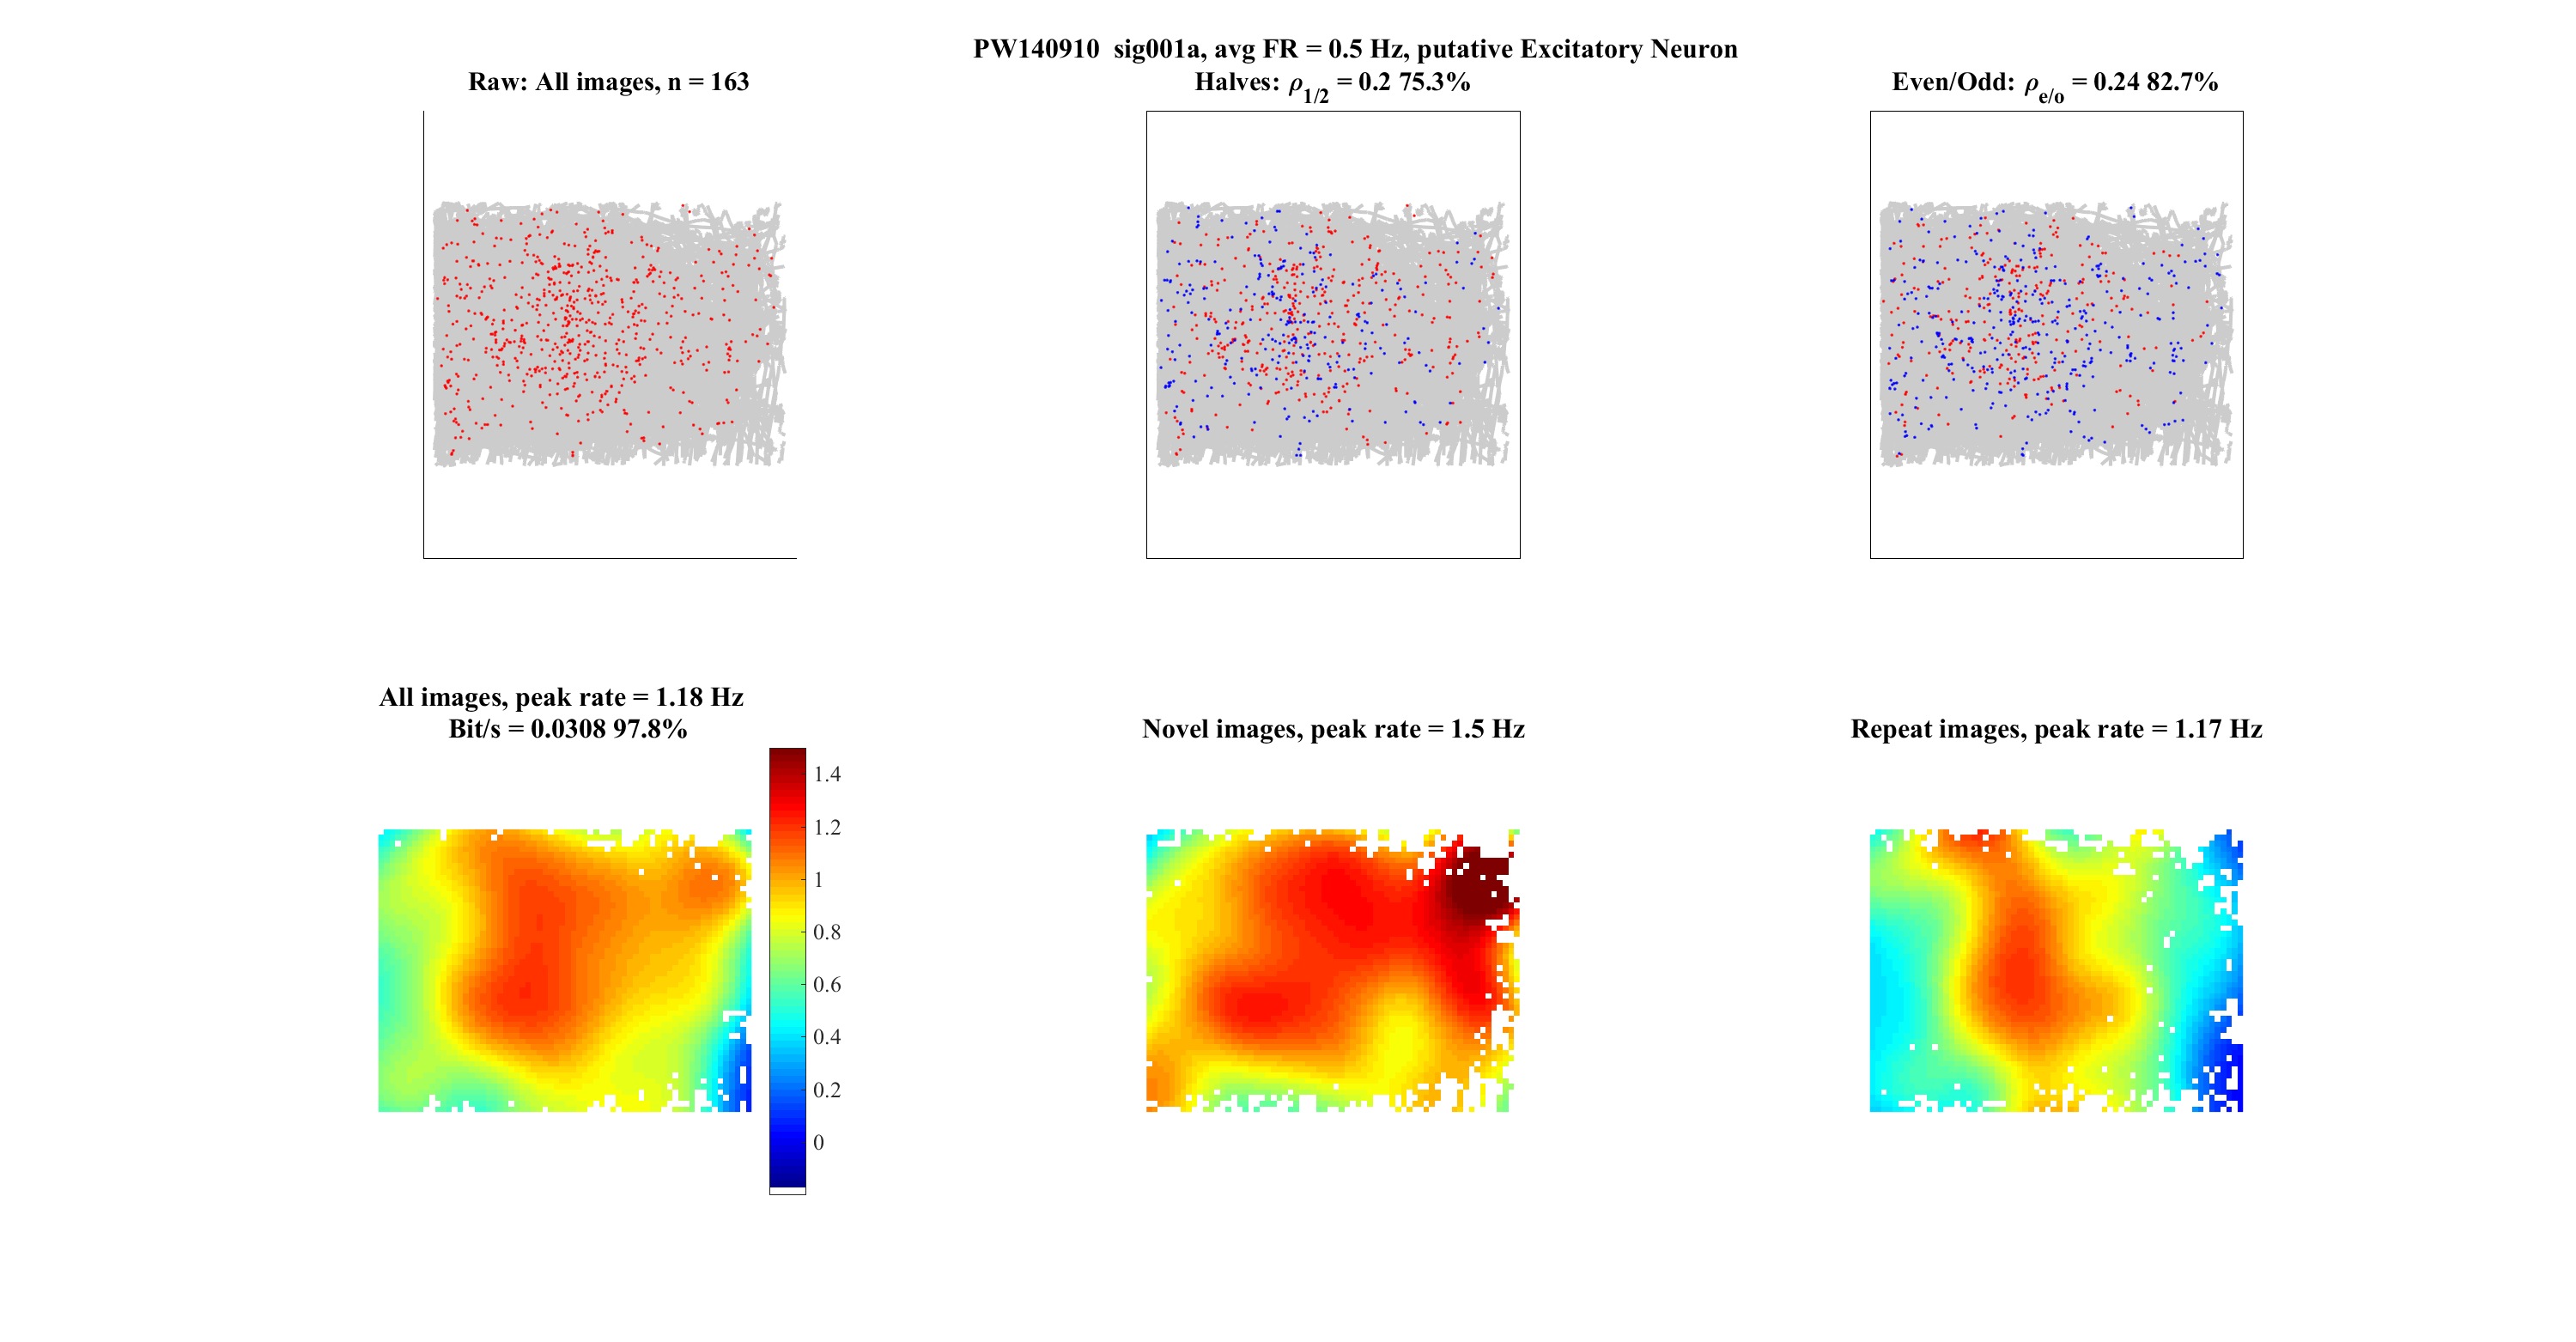 PW140910  sig001a, avg FR = 0.5 Hz, putative Excitatory Neuron
Raw: All images, n = 163
Halves: ρ1/2 = 0.2 75.3%
Even/Odd: ρe/o = 0.24 82.7%
All images, peak rate = 1.18 Hz
Bit/s = 0.0308 97.8%
1.4
1.2
1
0.8
0.6
0.4
0.2
0
Novel images, peak rate = 1.5 Hz
Repeat images, peak rate = 1.17 Hz